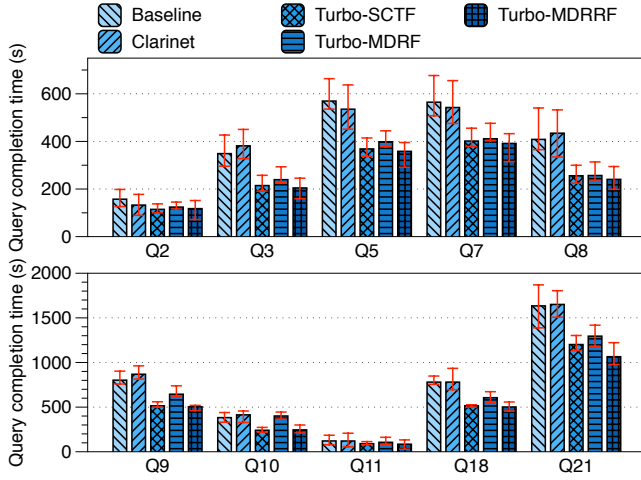 Baseline
Turbo-SCTF
Turbo-MDRRF
Clarinet
Turbo-MDRF
Query completion time (s)
600
400
200
0
Q2
Q3
Q5
Q7
Q8
Query completion time (s)
2000
1500
1000
500
0
Q9
Q10
Q11
Q18
Q21